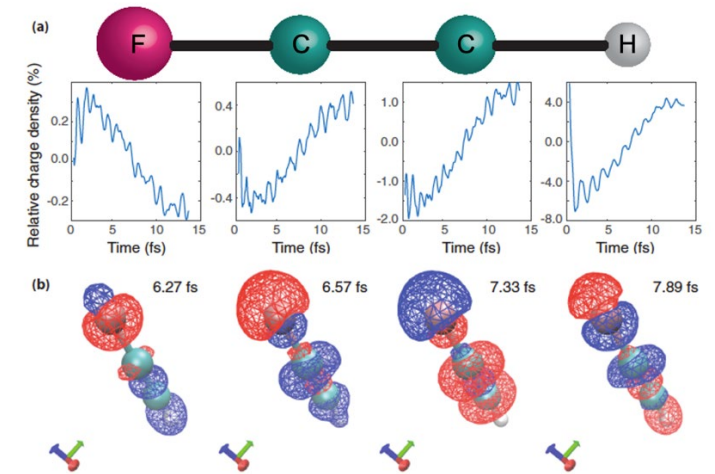 (a)
F C C H
Relative charge density (%)
0.2
0.0
-0.2
0 5 10 15
Time (fs)
0.4
0.0
-0.4
0 5 10 15
Time (fs)
1.0
0.0
-1.0
-2.0
0 5 10 15
Time (fs)
4.0
0.0
-4.0
-8.0
0 5 10 15
Time (fs)
(b)
6.27 fs
6.57 fs
7.33 fs
7.89 fs